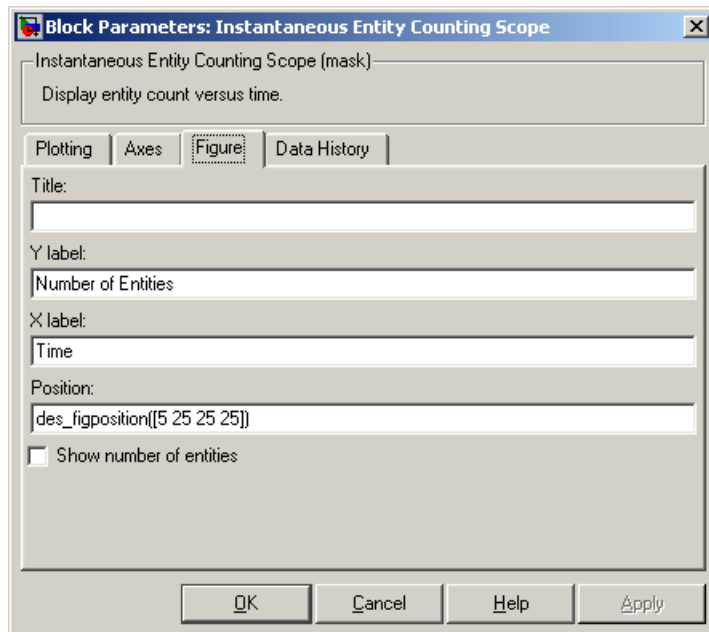 Block Parameters: Instantaneous Entity Counting Scope
Instantaneous Entity Counting Scope (mask)
Display entity count versus time.
Plotting Axes Figure Data History
Title:
Y label:
Number of Entities
X label:
Time
Position:
des_figposition([5 25 25 25])
Show number of entities
OK Cancel Help Apply